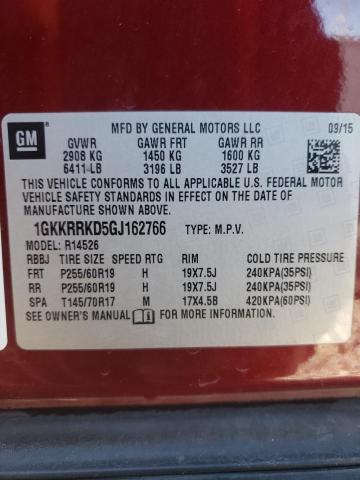 GM
MFD BY GENERAL MOTORS LLC 09/15
GVWR GAWR FRT GAWR RR
2908 KG 1450 KG 1600 KG
6411 LB 3196 LB 3527 LB
THIS VEHICLE CONFORMS TO ALL APPLICABLE U.S. FEDERAL MOTOR
VEHICLE SAFETY STANDARDS IN EFFECT ON THE DATE OF
MANUFACTURE SHOWN ABOVE.
1GKKRRKD5GJ162766 TYPE: M.P.V.
MODEL: R14526
RBBJ TIRE SIZE SPEED RTG RIM COLD TIRE PRESSURE
FRT P255/60R19 H 19X7.5J 240KPA(35PSI)
RR P255/60R19 H 19X7.5J 240KPA(35PSI)
SPA T145/70R17 M 17X4.5B 420KPA(60PSI)
SEE OWNER'S MANUAL FOR MORE INFORMATION.